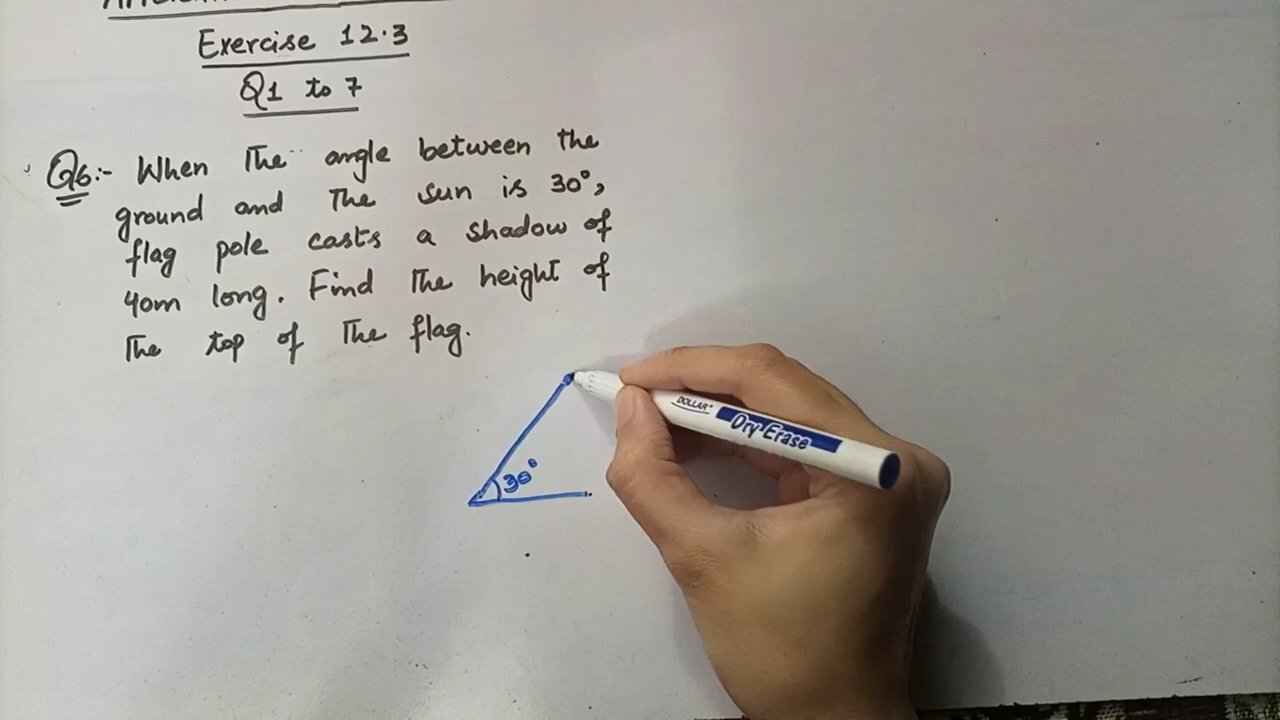 Exercise 12.3
Q1 to 7
Q6:- When The angle between the
ground and The sun is 30°,
flag pole casts a shadow of
40m long. Find The height of
The top of The flag.
30°
DOLLAR
Dry Erase